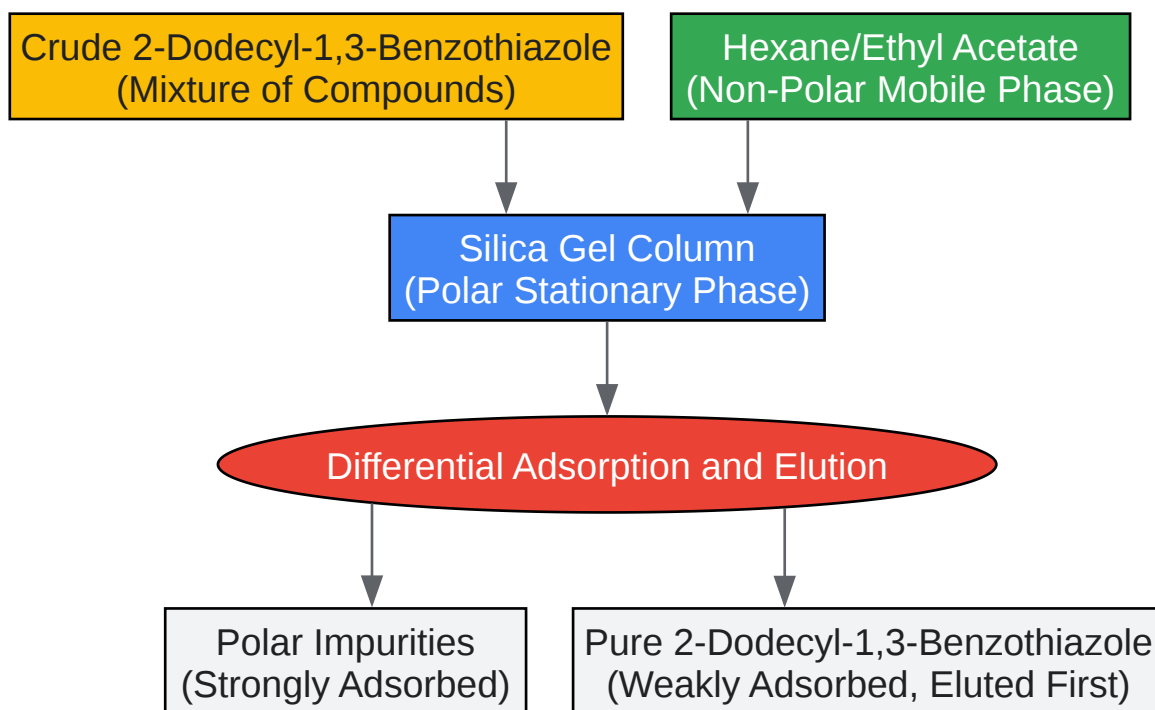 Crude 2-Dodecyl-1,3-Benzothiazole
(Mixture of Compounds)
Hexane/Ethyl Acetate
(Non-Polar Mobile Phase)
Silica Gel Column
(Polar Stationary Phase)
Differential Adsorption and Elution
Polar Impurities
(Strongly Adsorbed)
Pure 2-Dodecyl-1,3-Benzothiazole
(Weakly Adsorbed, Eluted First)